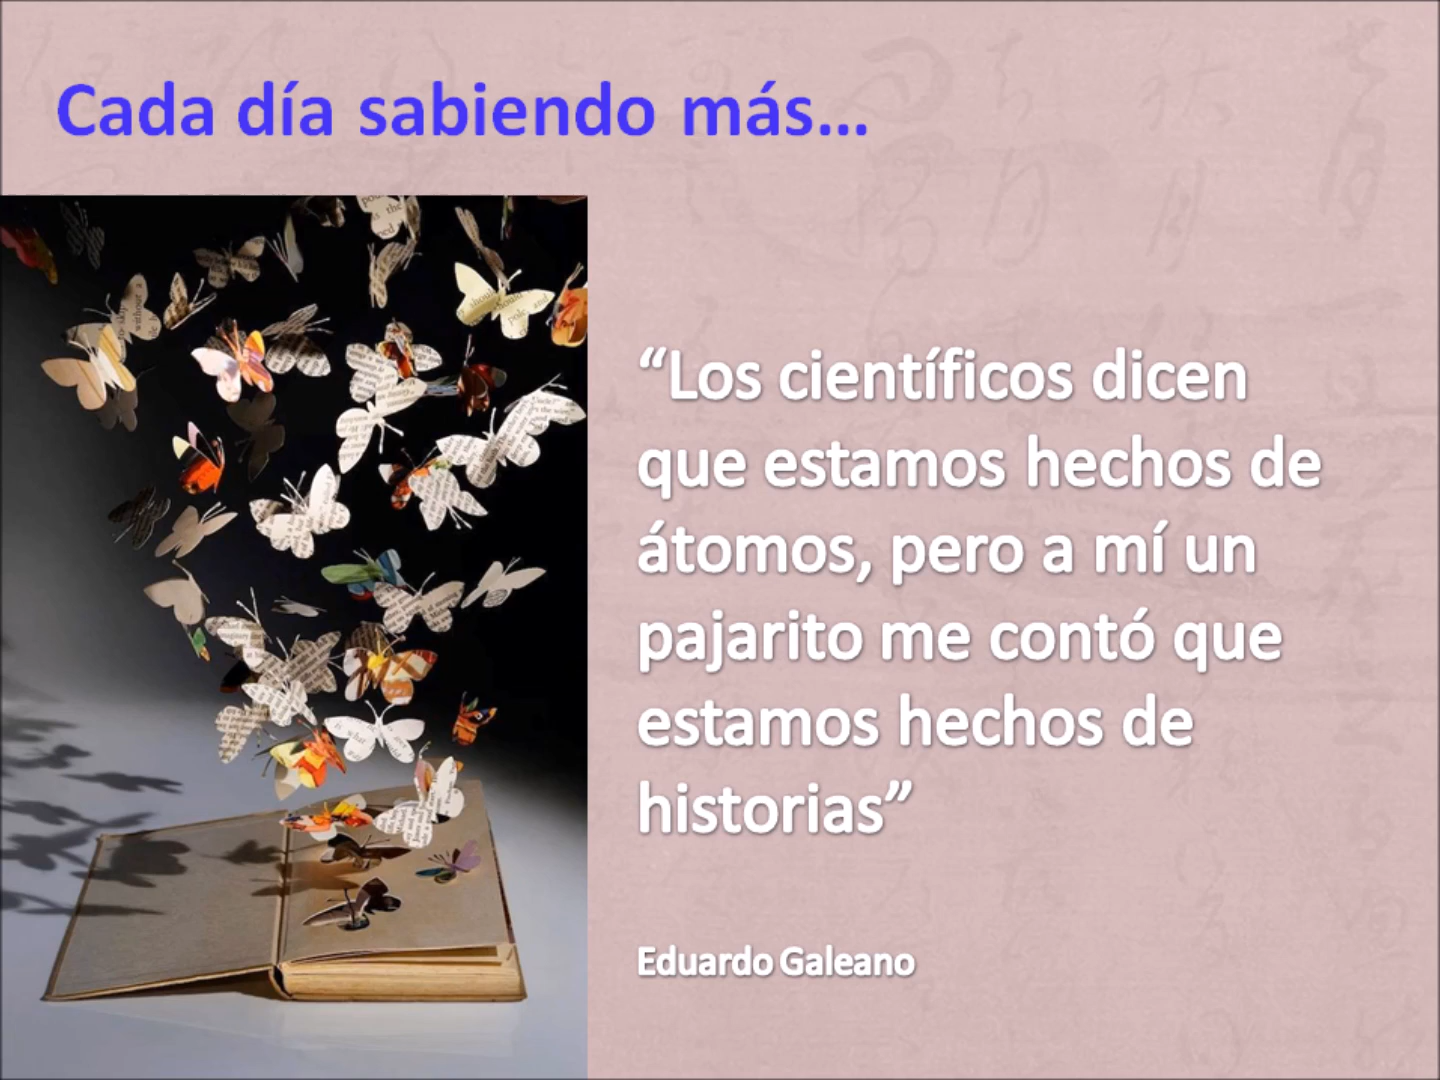 Cada día sabiendo más...
“Los científicos dicen
que estamos hechos de
átomos, pero a mí un
pajarito me contó que
estamos hechos de
historias”
Eduardo Galeano